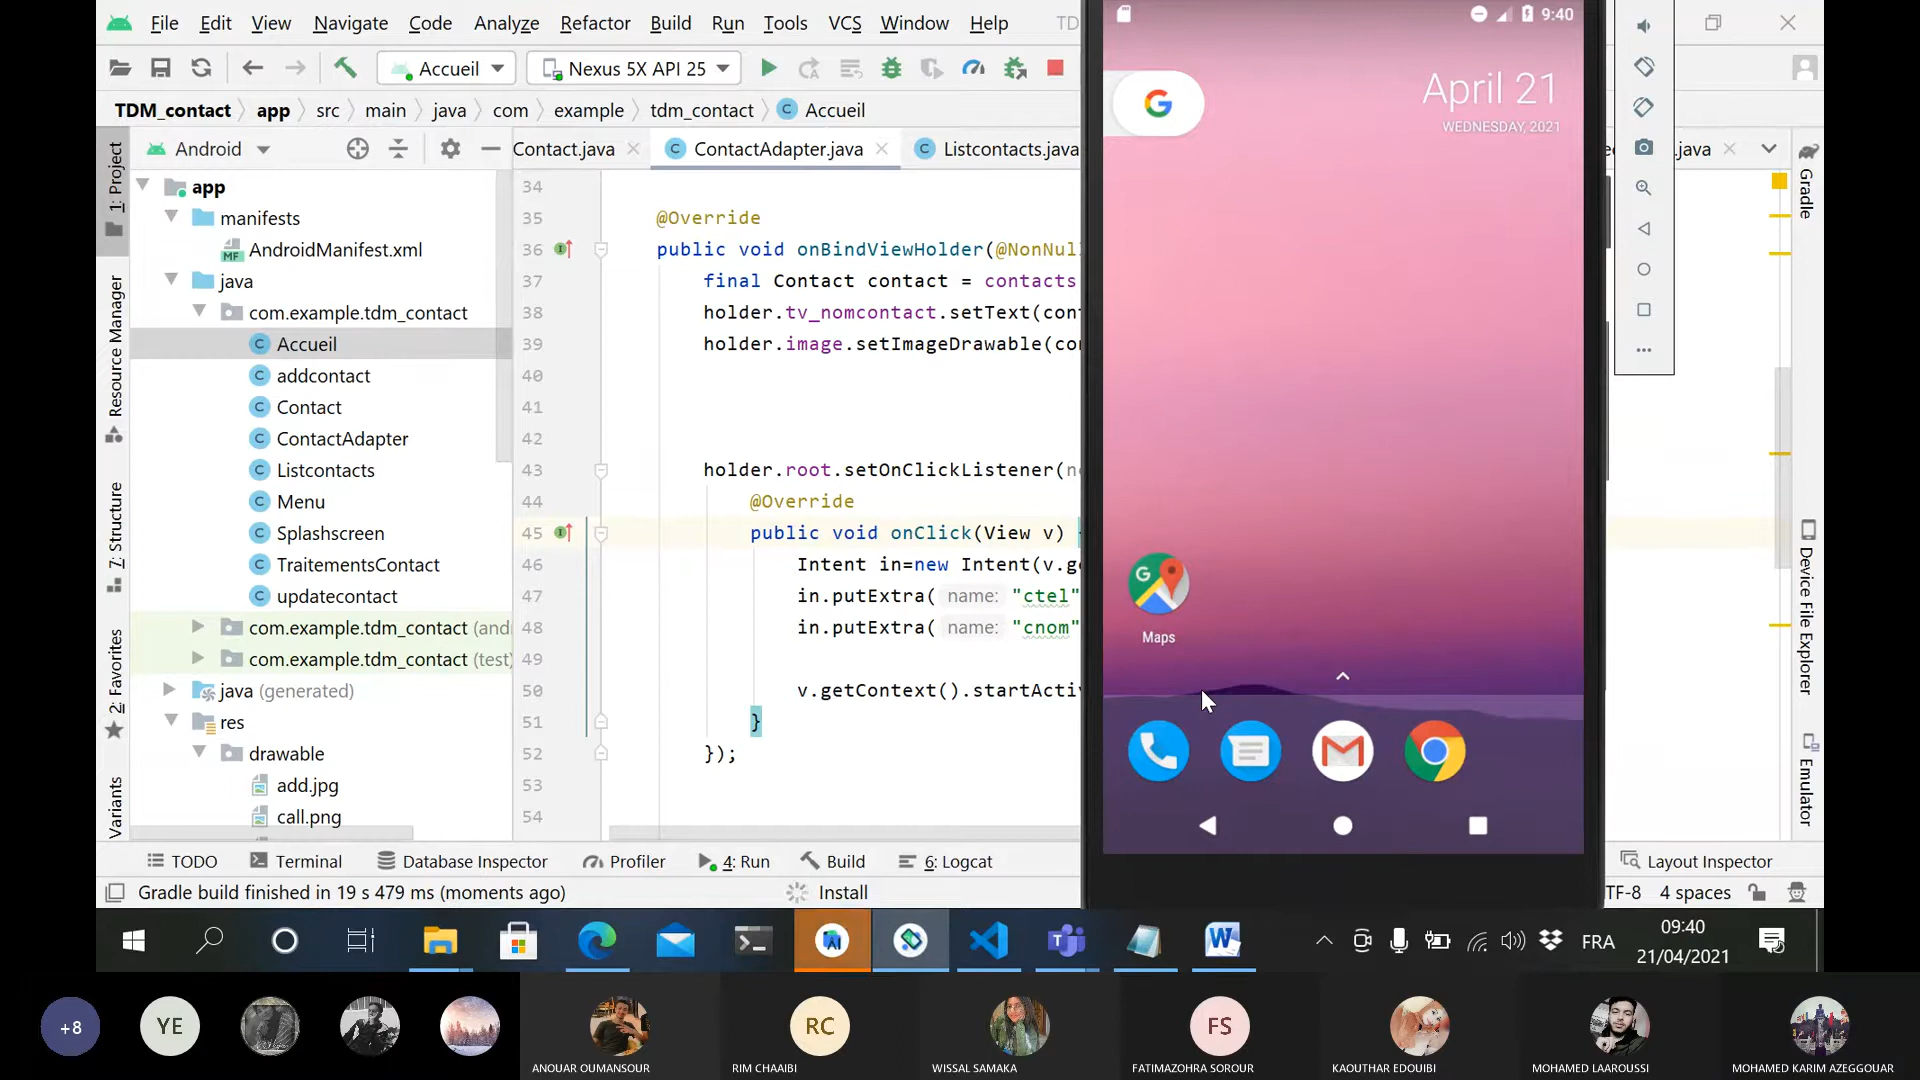 File Edit View Navigate Code Analyze Refactor Build Run Tools VCS Window Help TD
Accueil Nexus 5X API 25
TDM_contact app src main java com example tdm_contact Accueil
Android
Contact.java ContactAdapter.java Listcontacts.java .java
1: Project
Resource Manager
7: Structure
2: Favorites
Variants
app
manifests
AndroidManifest.xml
java
com.example.tdm_contact
Accueil
addcontact
Contact
ContactAdapter
Listcontacts
Menu
Splashscreen
TraitementsContact
updatecontact
com.example.tdm_contact (and
com.example.tdm_contact (test)
java (generated)
res
drawable
add.jpg
call.png
34
35 @Override
36 public void onBindViewHolder(@NonNul
37 final Contact contact = contacts
38 holder.tv_nomcontact.setText(con
39 holder.image.setImageDrawable(co
40
41
42
43 holder.root.setOnClickListener(n
44 @Override
45 public void onClick(View v)
46 Intent in=new Intent(v.g
47 in.putExtra( name: "ctel"
48 in.putExtra( name: "cnom"
49
50 v.getContext().startActiv
51 }
52 });
53
54
9:40
April 21
WEDNESDAY, 2021
Maps
Gradle
Device File Explorer
Emulator
TODO Terminal Database Inspector Profiler 4: Run Build 6: Logcat Layout Inspector
Gradle build finished in 19 s 479 ms (moments ago) Install TF-8 4 spaces
FRA
09:40
21/04/2021
+8
YE
RC
FS
ANOUAR OUMANSOUR
RIM CHAAIBI
WISSAL SAMAKA
FATIMAZOHRA SOROUR
KAOUTHAR EDOUIBI
MOHAMED LAAROUSSI
MOHAMED KARIM AZEGGOUAR